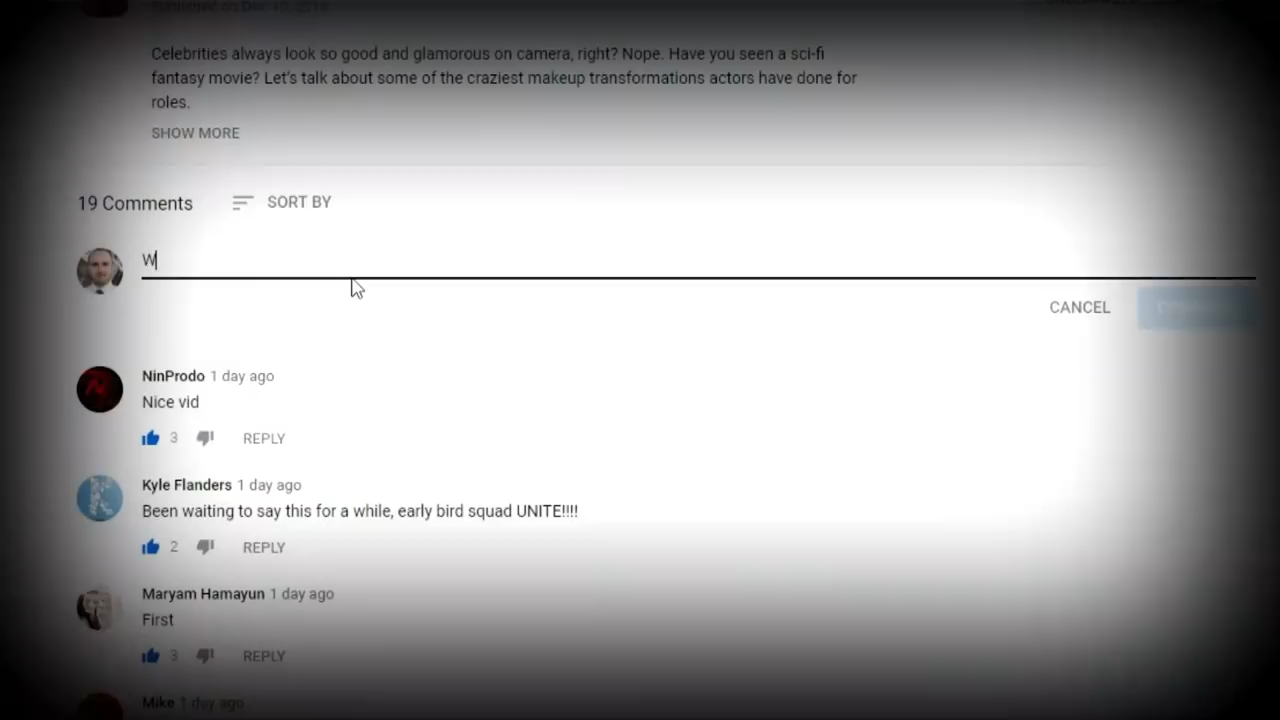 Published on Dec
Celebrities always look so good and glamorous on camera, right? Nope. Have you seen a sci-fi
fantasy movie? Let's talk about some of the craziest makeup transformations actors have done for
roles.
SHOW MORE
19 Comments SORT BY
W
CANCEL
NinProdo 1 day ago
Nice vid
3 REPLY
Kyle Flanders 1 day ago
Been waiting to say this for a while, early bird squad UNITE!!!!
2 REPLY
Maryam Hamayun 1 day ago
First
3 REPLY
Mike 1 day ago